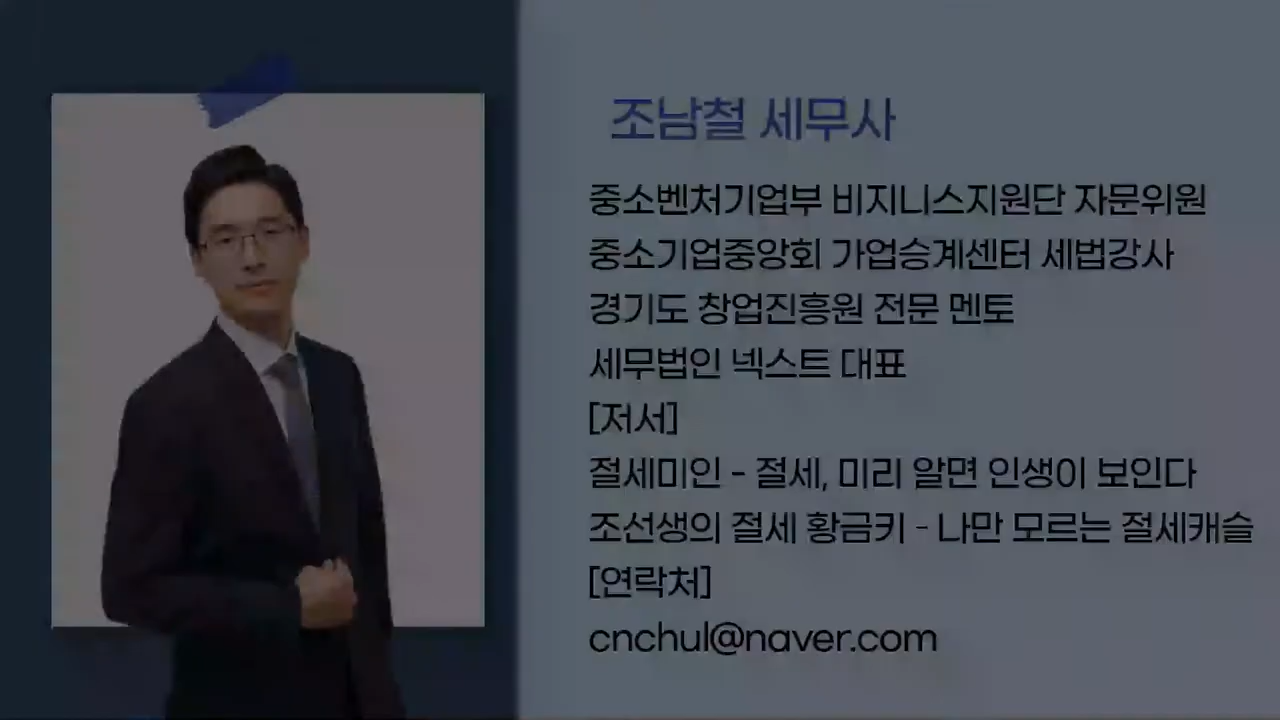 조남철 세무사
중소벤처기업부 비지니스지원단 자문위원
중소기업중앙회 가업승계센터 세법강사
경기도 창업진흥원 전문 멘토
세무법인 넥스트 대표
[저서]
절세미인 - 절세, 미리 알면 인생이 보인다
조선생의 절세 황금키 - 나만 모르는 절세캐슬
[연락처]
cnchul@naver.com